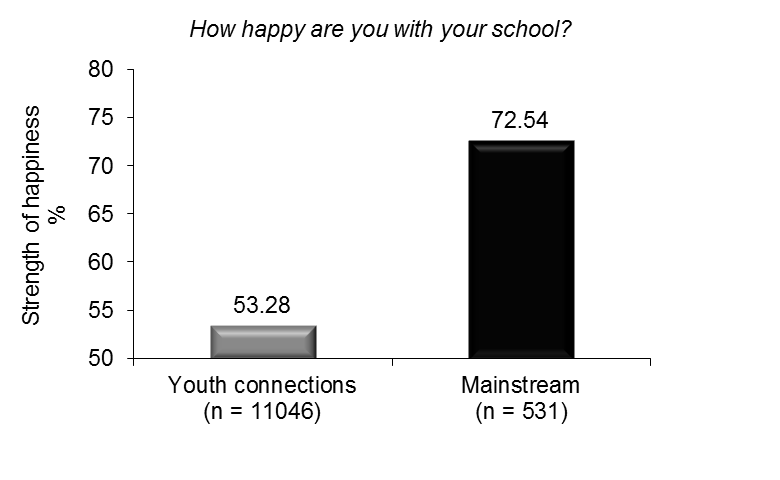 How happy are you with your school?
80
75
70
65
60
55
50
Strength of happiness
%
53.28
72.54
Youth connections
(n = 11046)
Mainstream
(n = 531)